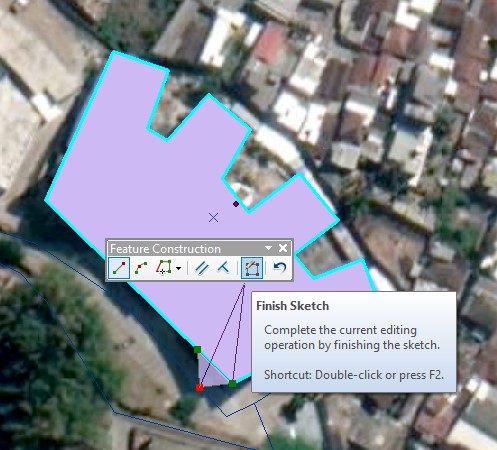 Feature Construction
Finish Sketch
Complete the current editing
operation by finishing the sketch.
Shortcut: Double-click or press F2.